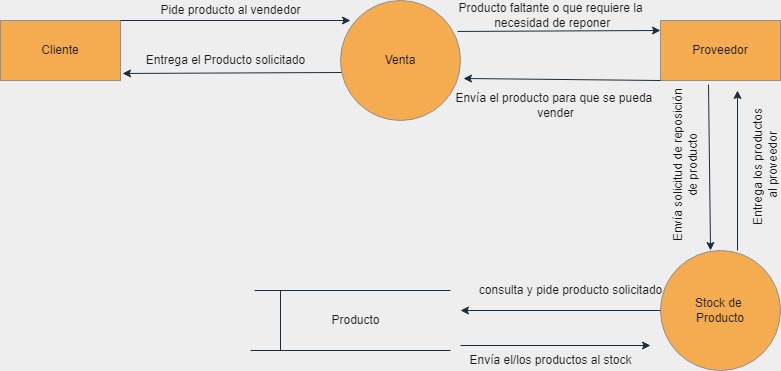 Pide producto al vendedor
Cliente
Entrega el Producto solicitado
Venta
Producto faltante o que requiere la
necesidad de reponer
Proveedor
Envía el producto para que se pueda
vender
Envía solicitud de reposición
de producto
Entrega los productos
al proveedor
consulta y pide producto solicitado
Stock de
Producto
Producto
Envía el/los productos al stock